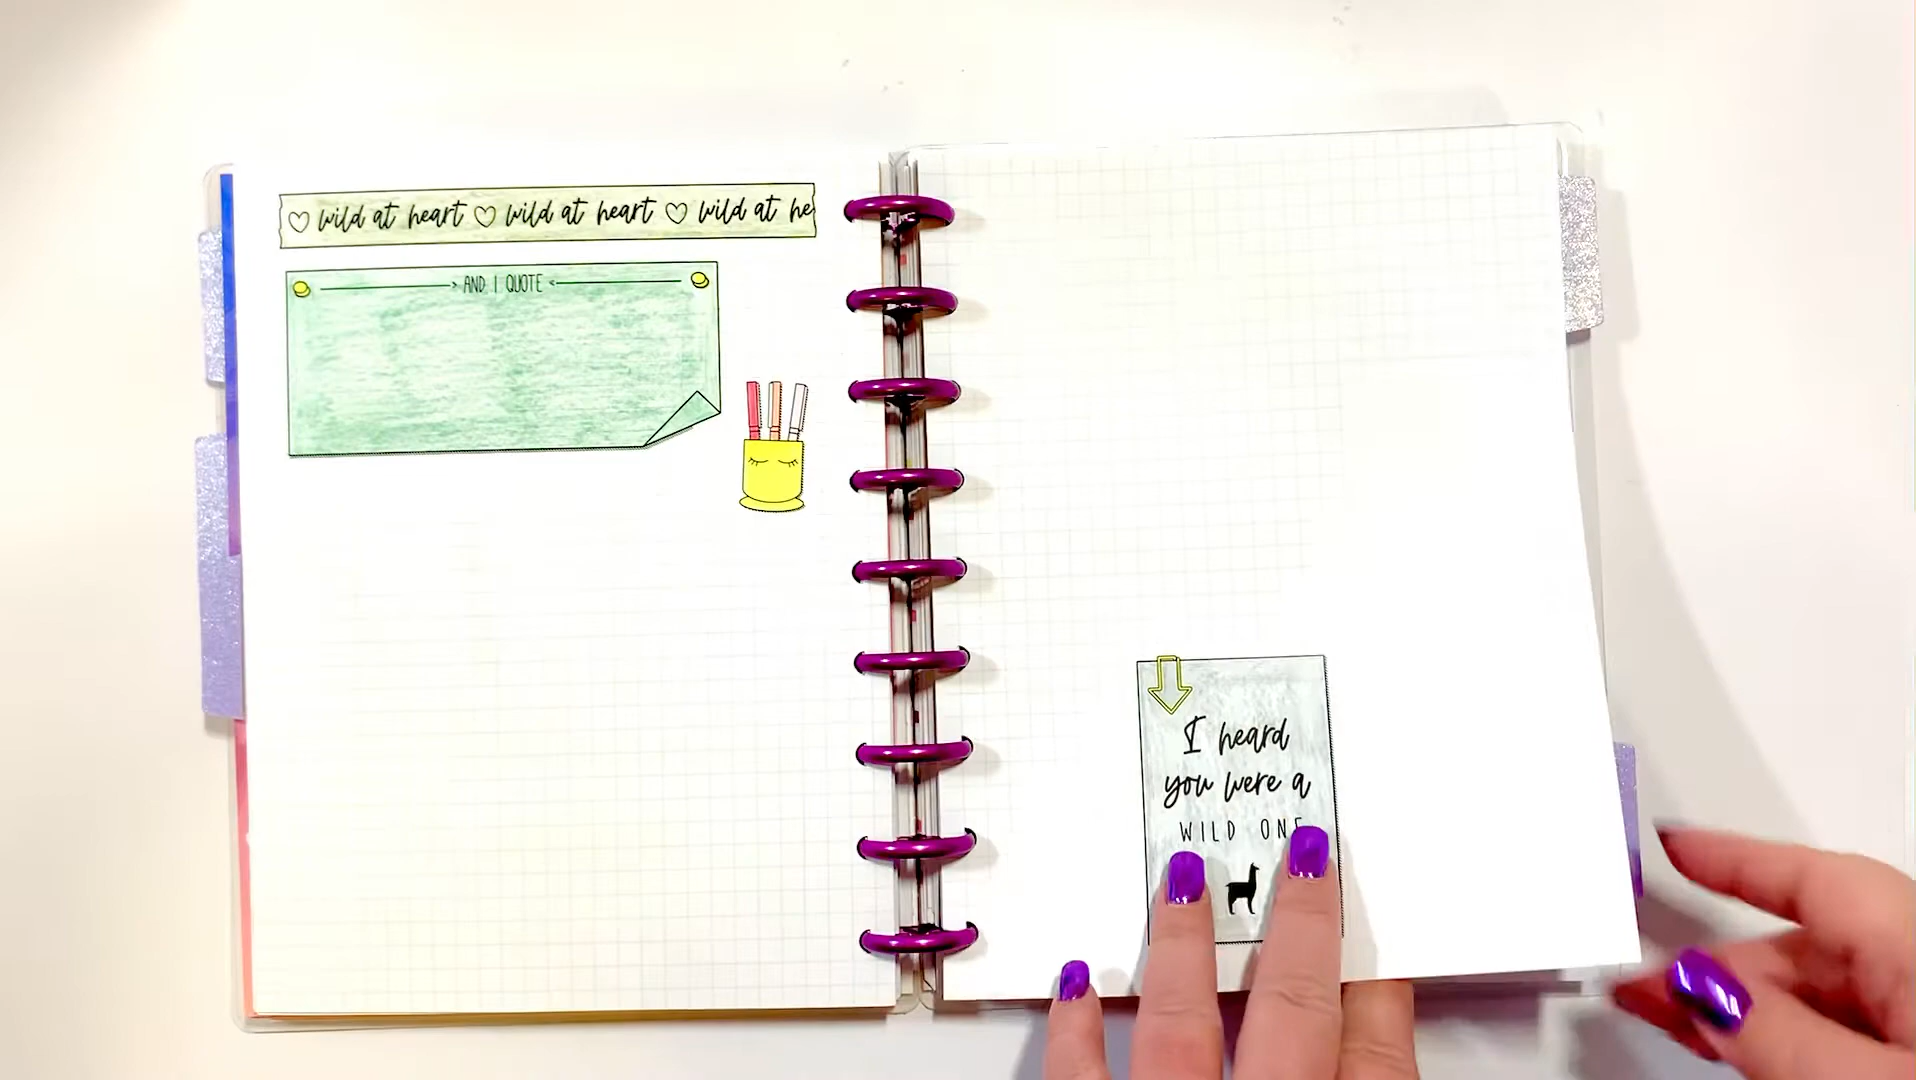 wild at heart wild at heart wild at he
AND I QUOTE
I heard
you were a
WILD ONE